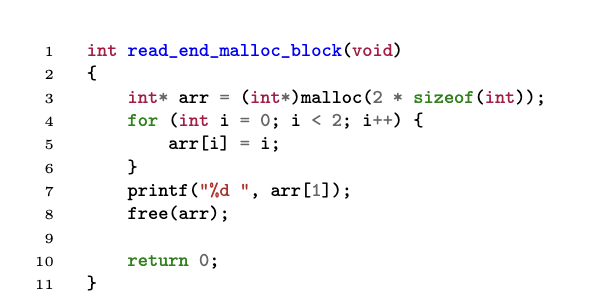 1 int read_end_malloc_block(void)
2 {
3     int* arr = (int*)malloc(2 * sizeof(int));
4     for (int i = 0; i < 2; i++) {
5         arr[i] = i;
6     }
7     printf("%d ", arr[1]);
8     free(arr);
9
10     return 0;
11 }